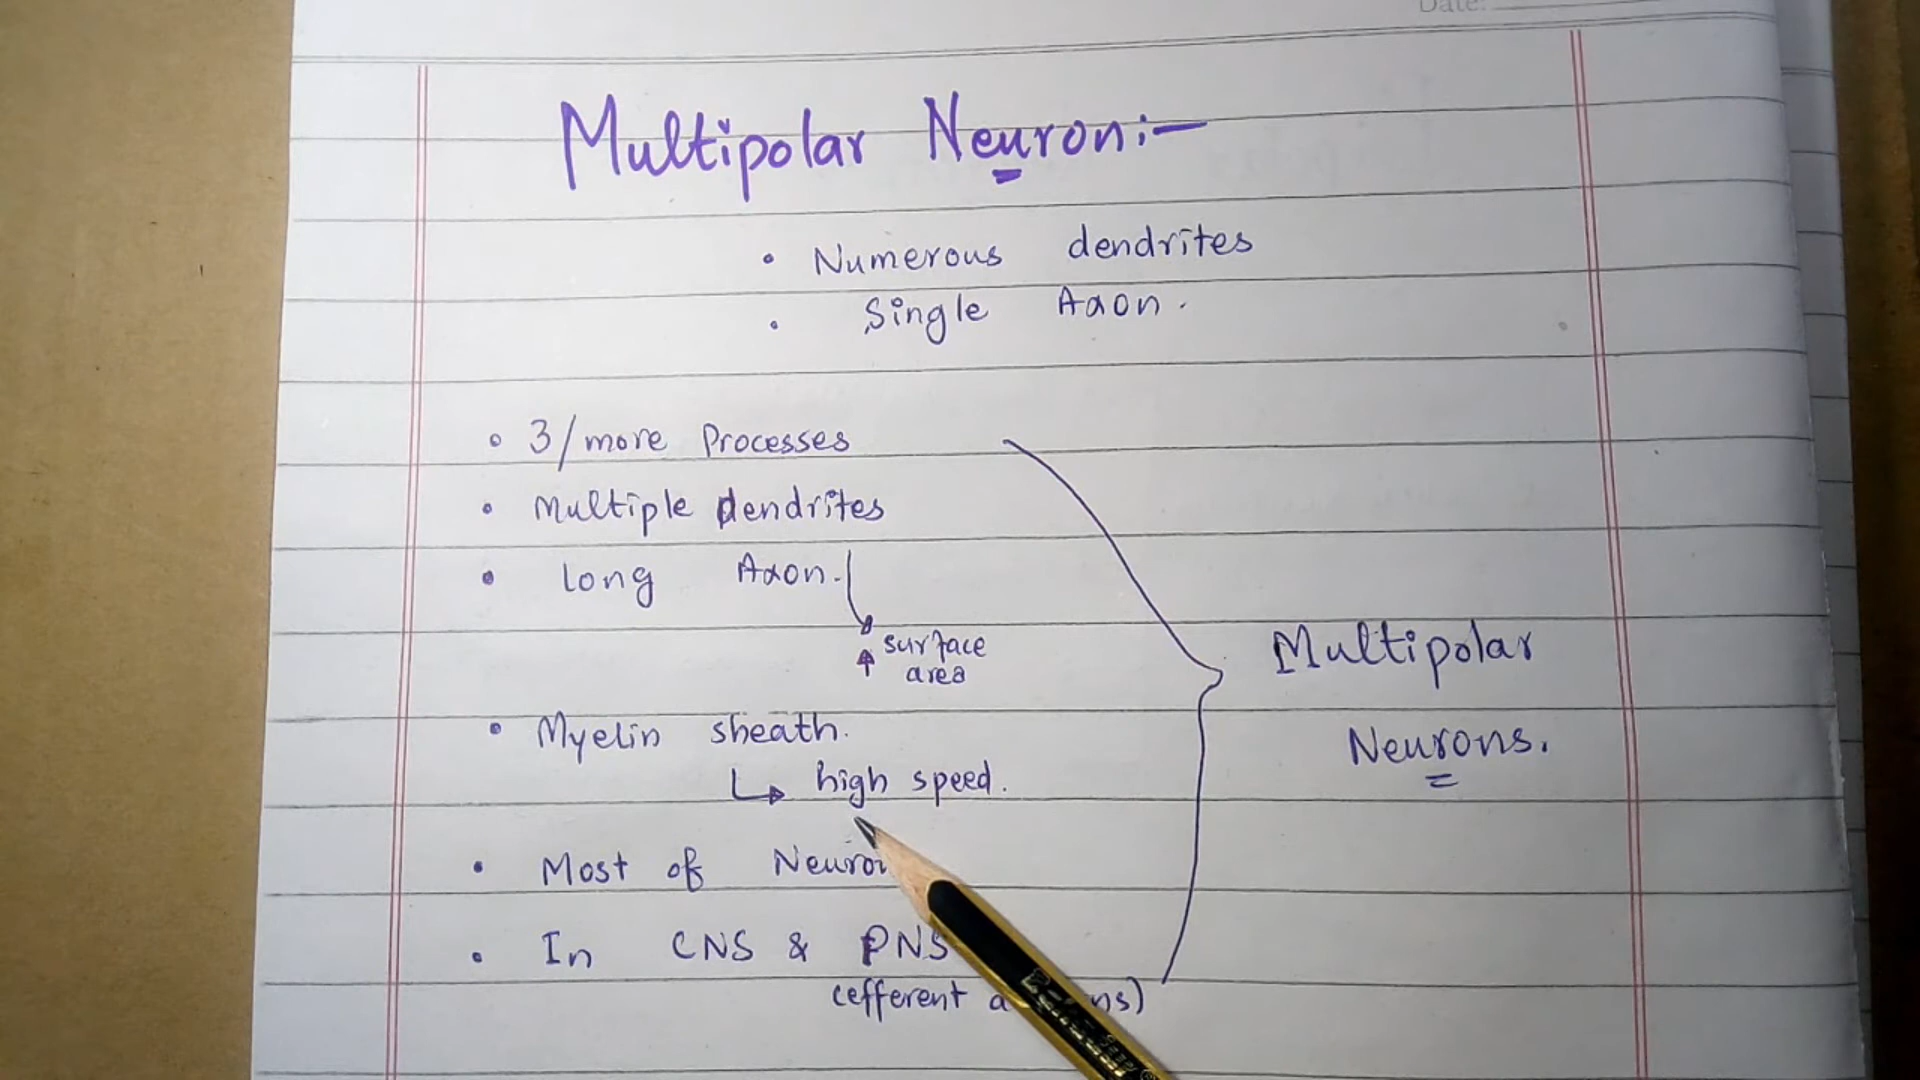 Date:
Multipolar Neuron:-
• Numerous dendrites
• Single Axon.
• 3/more Processes
• Multiple dendrites
• Long Axon.
↑ surface
area
• Myelin sheath.
↳ high speed.
Multipolar
Neurons.
• Most of
• In CNS & PNS
(efferent